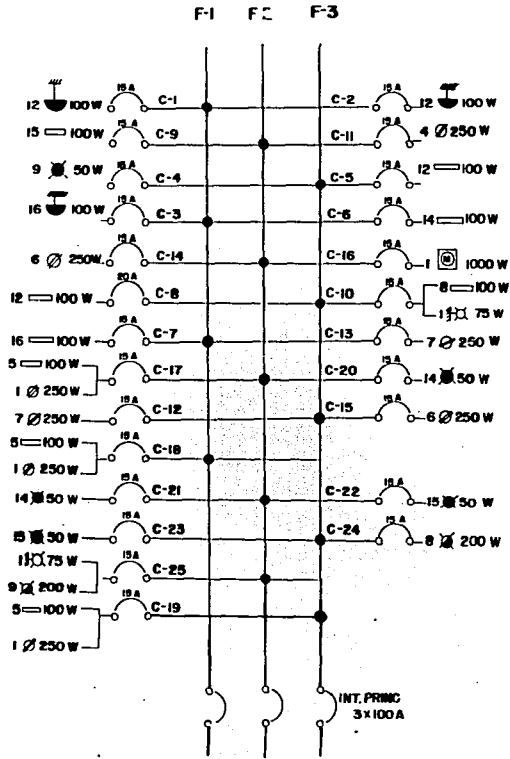 F-1 F-3
15 A 15 A
12 100 W C-1 C-2 12 100 W
15 A 15 A
15 100 W C-9 C-11 4 Ø 250 W
15 A
9 50 W C-4 C-5 12 100 W
15 A 15 A
16 100 W C-3 C-6 14 100 W
15 A 15 A
6 Ø 250W C-14 C-16 1 1000 W
20 A 15 A
12 100 W C-8 C-10 8 100 W
1 75 W
15 A 15 A
16 100 W C-7 C-13 7 Ø 250 W
5 100 W
15 A 15 A
C-17 C-20 14 50 W
1 Ø 250 W
15 A 15 A
7 Ø 250 W C-12 C-15 6 Ø 250 W
5 100 W
15 A
C-18
1 Ø 250 W
15 A 15 A
14 50 W C-21 C-22 15 50 W
15 A 15 A
15 50 W C-23 C-24 8 200 W
1 75 W
15 A
C-25
9 200 W
5 100 W
15 A
C-19
1 Ø 250 W
INT. PRINC
3 X 100 A